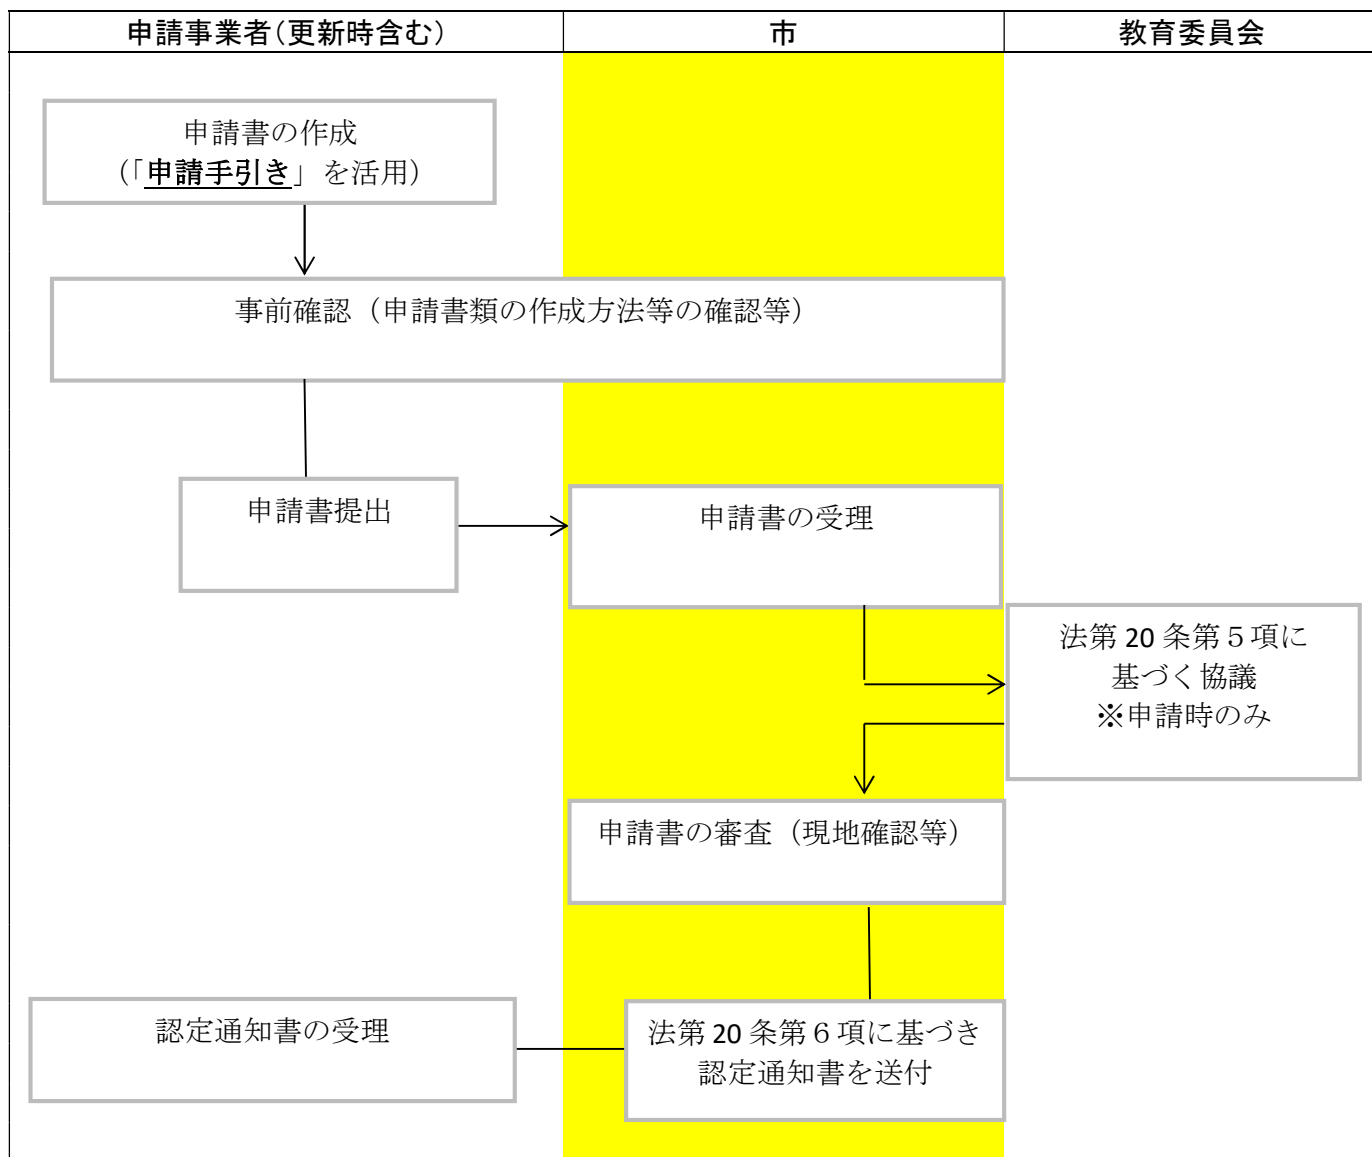 申請事業者（更新時含む）
市
教育委員会
申請書の作成
（「申請手引き」を活用）
事前確認（申請書類の作成方法等の確認等）
申請書提出
申請書の受理
法第 20 条第５項に
基づく協議
※申請時のみ
申請書の審査（現地確認等）
認定通知書の受理
法第 20 条第６項に基づき
認定通知書を送付